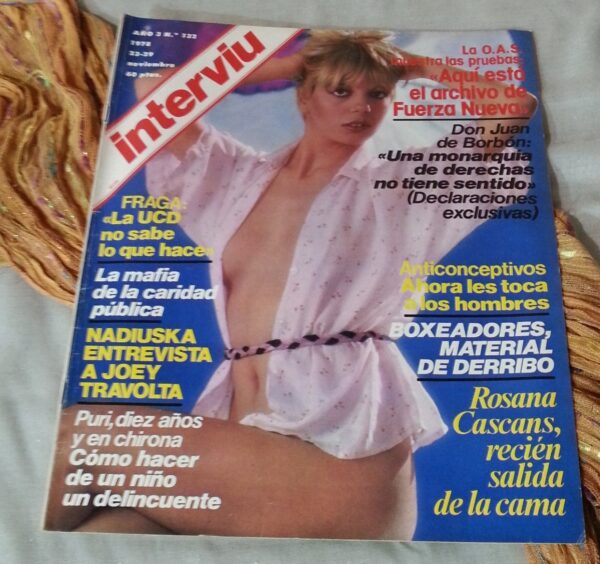 AÑO 3 N.º 132
1978
23-29
noviembre
60 ptas.
interviu
La O.A.S.
muestra las pruebas:
«Aquí está
el archivo de
Fuerza Nueva»
Don Juan
de Borbón:
«Una monarquía
de derechas
no tiene sentido»
(Declaraciones
exclusivas)
FRAGA:
«La UCD
no sabe
lo que hace»
La mafia
de la caridad
pública
NADIUSKA
ENTREVISTA
A JOEY
TRAVOLTA
Puri, diez años
y en chirona
Cómo hacer
de un niño
un delincuente
Anticonceptivos
Ahora les toca
a los hombres
BOXEADORES,
MATERIAL
DE DERRIBO
Rosana
Cascans,
recién
salida
de la cama